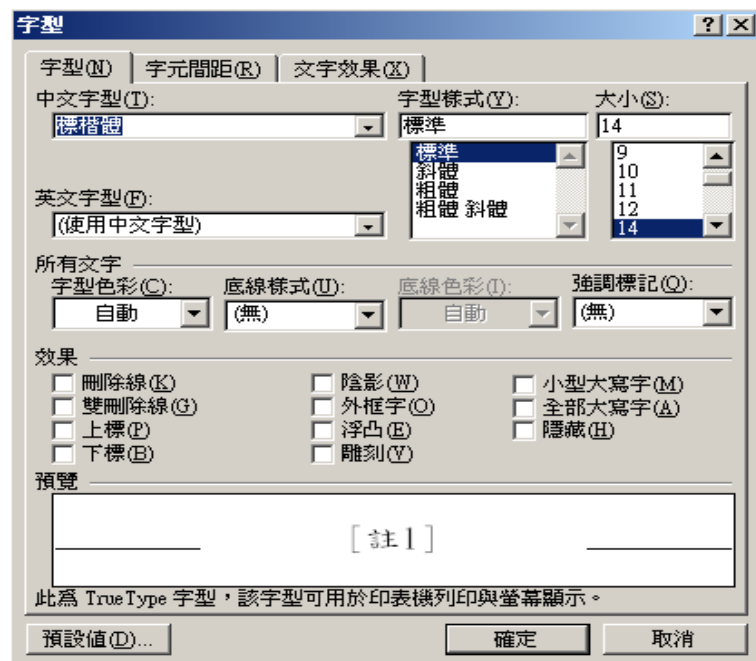 字型
字型(N) 字元間距(R) 文字效果(X)
中文字型(T): 字型樣式(Y): 大小(S):
標楷體 標準 14
標準 9
斜體 10
粗體 11
粗體 斜體 12
14
英文字型(F):
(使用中文字型)
所有文字
字型色彩(C): 底線樣式(U): 底線色彩(I): 強調標記(O):
自動 (無) 自動 (無)
效果
刪除線(K) 陰影(W) 小型大寫字(M)
雙刪除線(G) 外框字(O) 全部大寫字(A)
上標(P) 浮凸(E) 隱藏(H)
下標(B) 雕刻(V)
預覽
[註1]
此為 TrueType 字型，該字型可用於印表機列印與螢幕顯示。
預設值(D)... 確定 取消